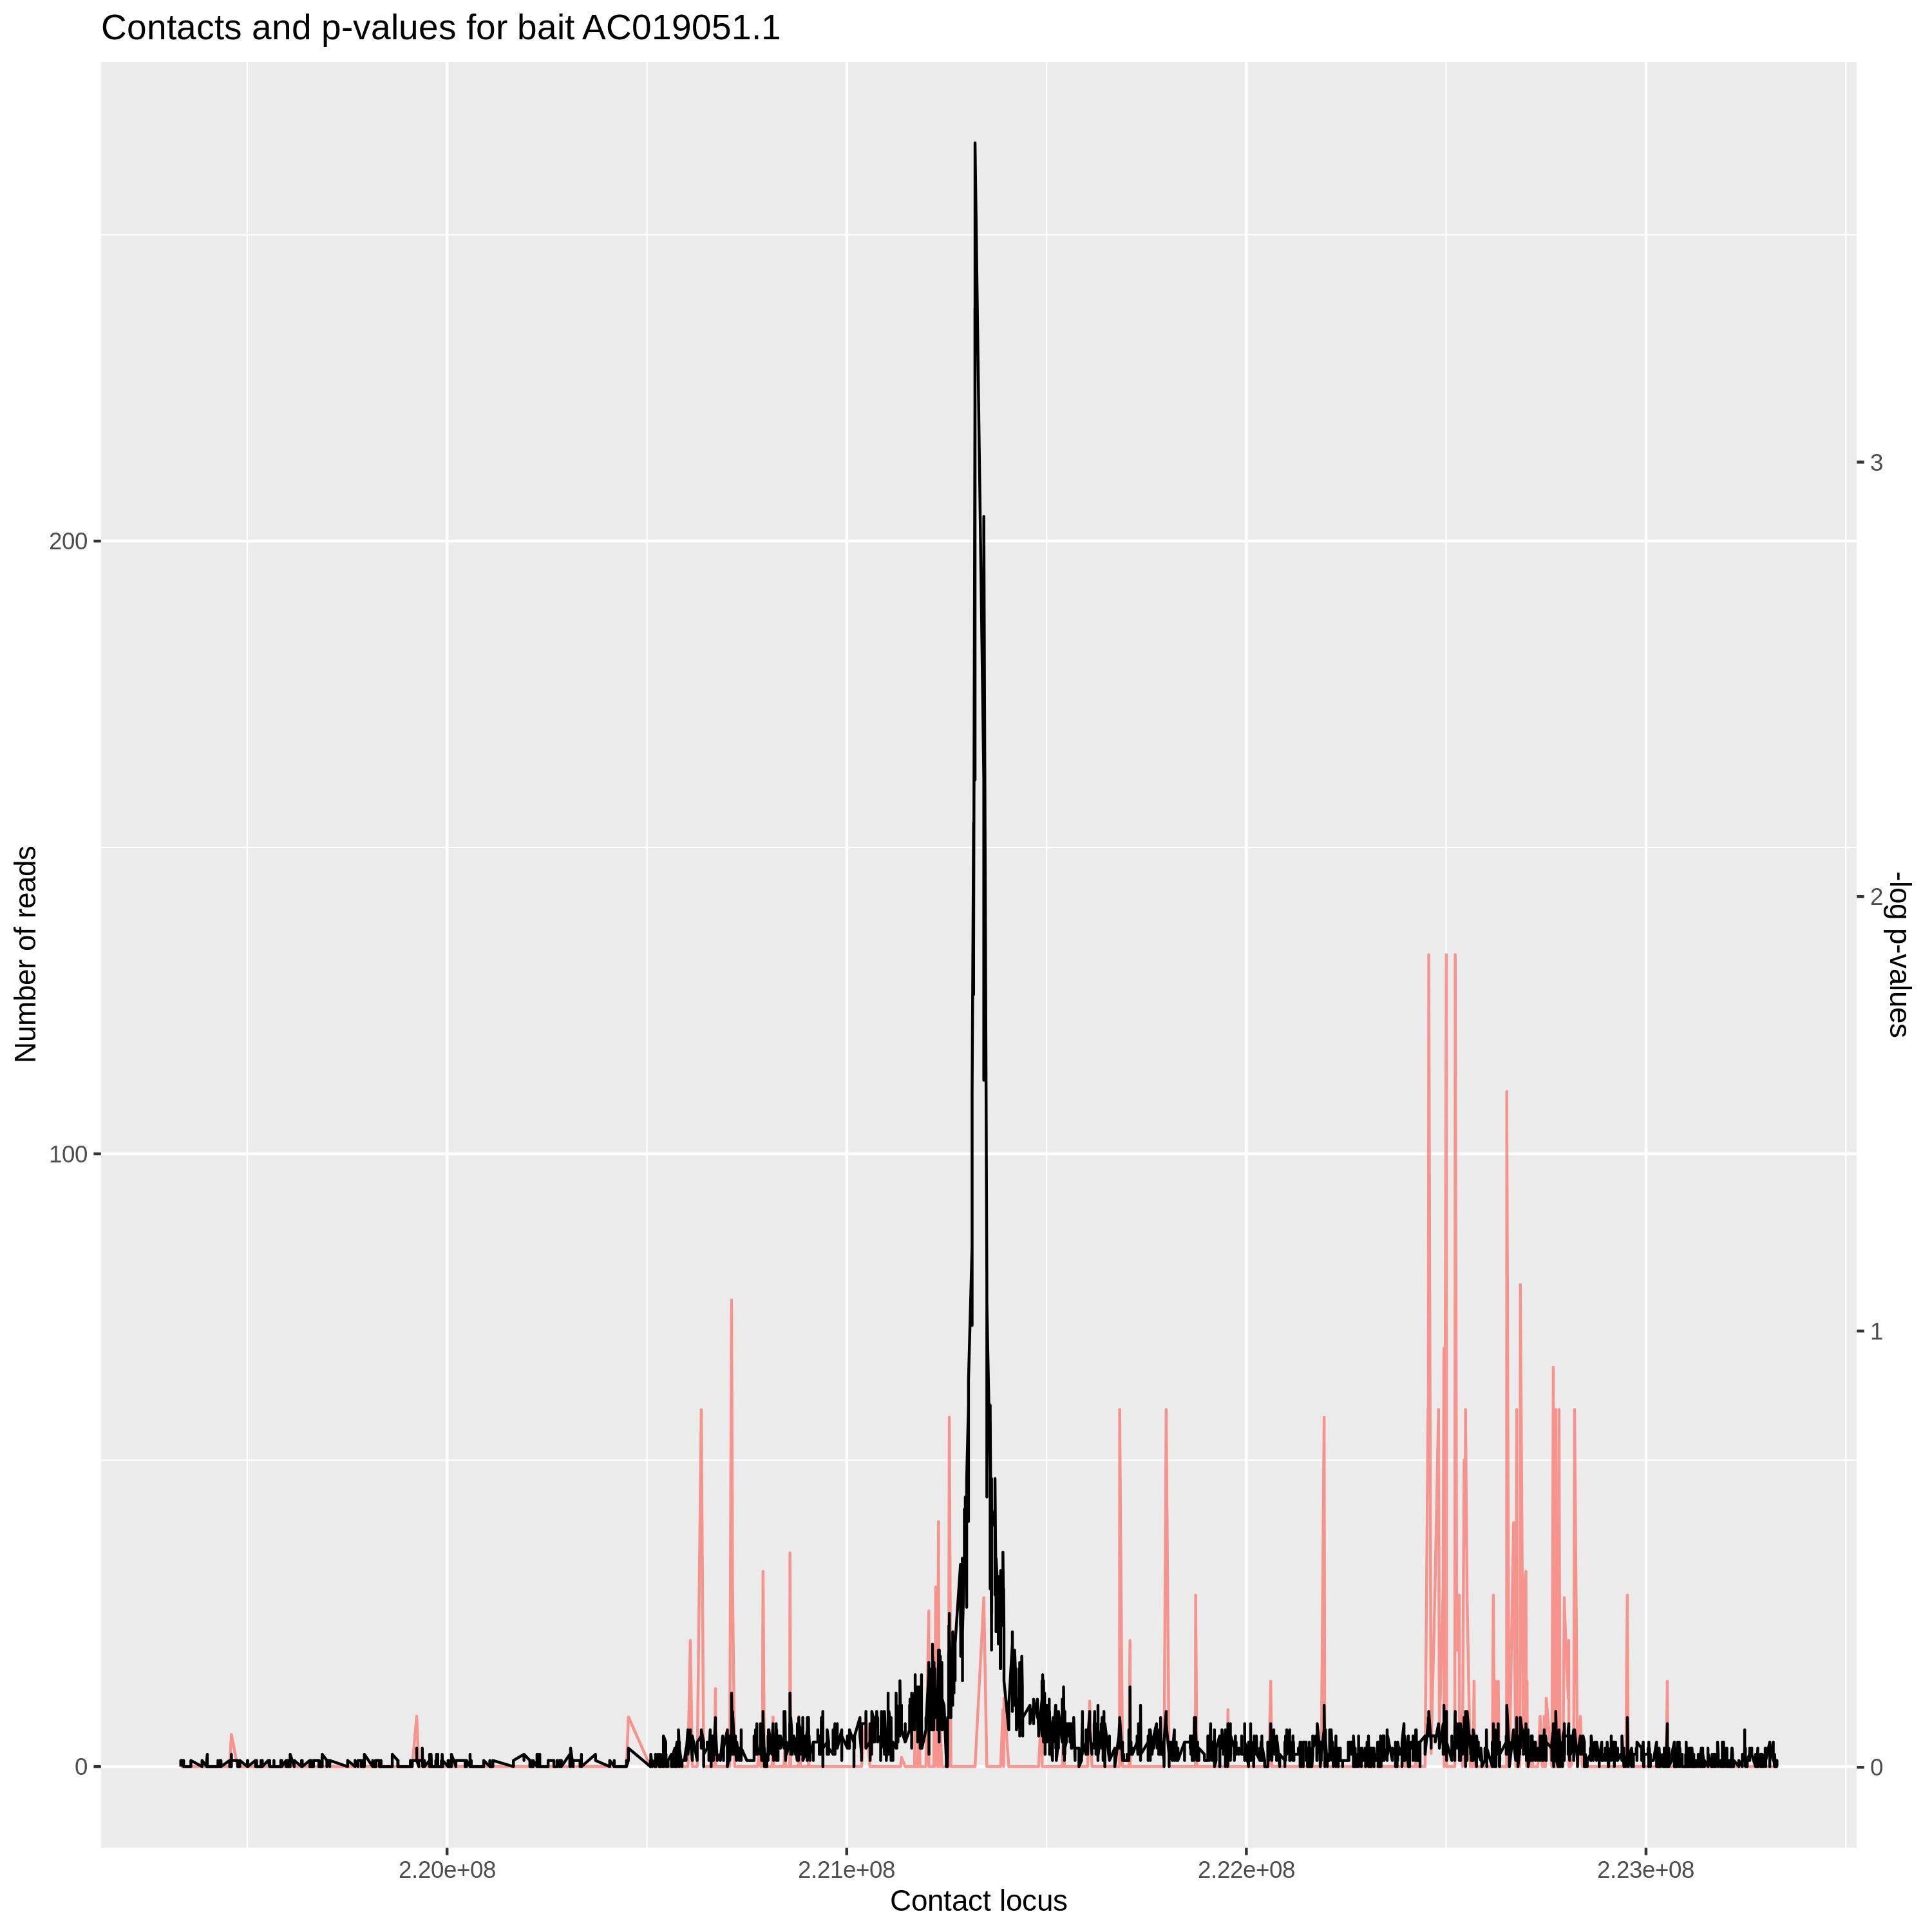 Contacts and p-values for bait AC019051.1
Number of reads
200
100
0
3
2
1
0
-log p-values
2.20e+08
2.21e+08
2.22e+08
2.23e+08
Contact locus